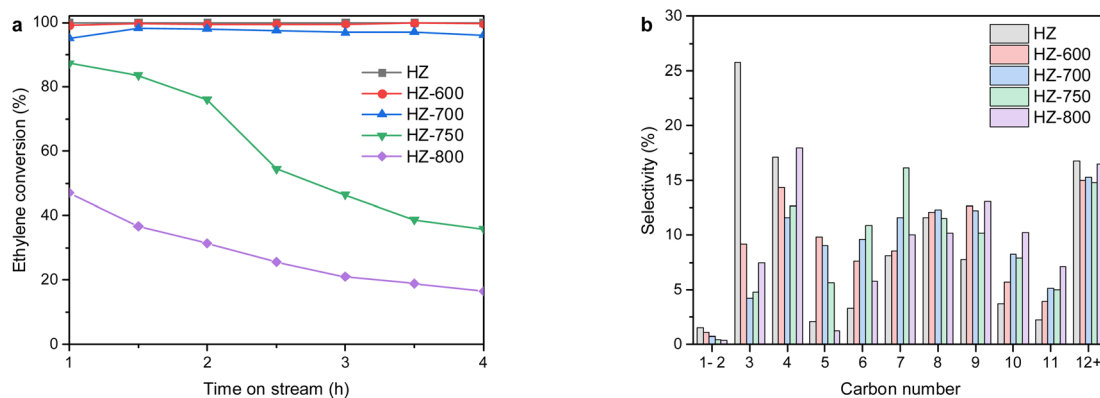 a
100
80
60
40
20
0
Ethylene conversion (%)
HZ
HZ-600
HZ-700
HZ-750
HZ-800
1
2
3
4
Time on stream (h)
b
30
25
20
15
10
5
0
Selectivity (%)
HZ
HZ-600
HZ-700
HZ-750
HZ-800
1- 2
3
4
5
6
7
8
9
10
11
12+
Carbon number